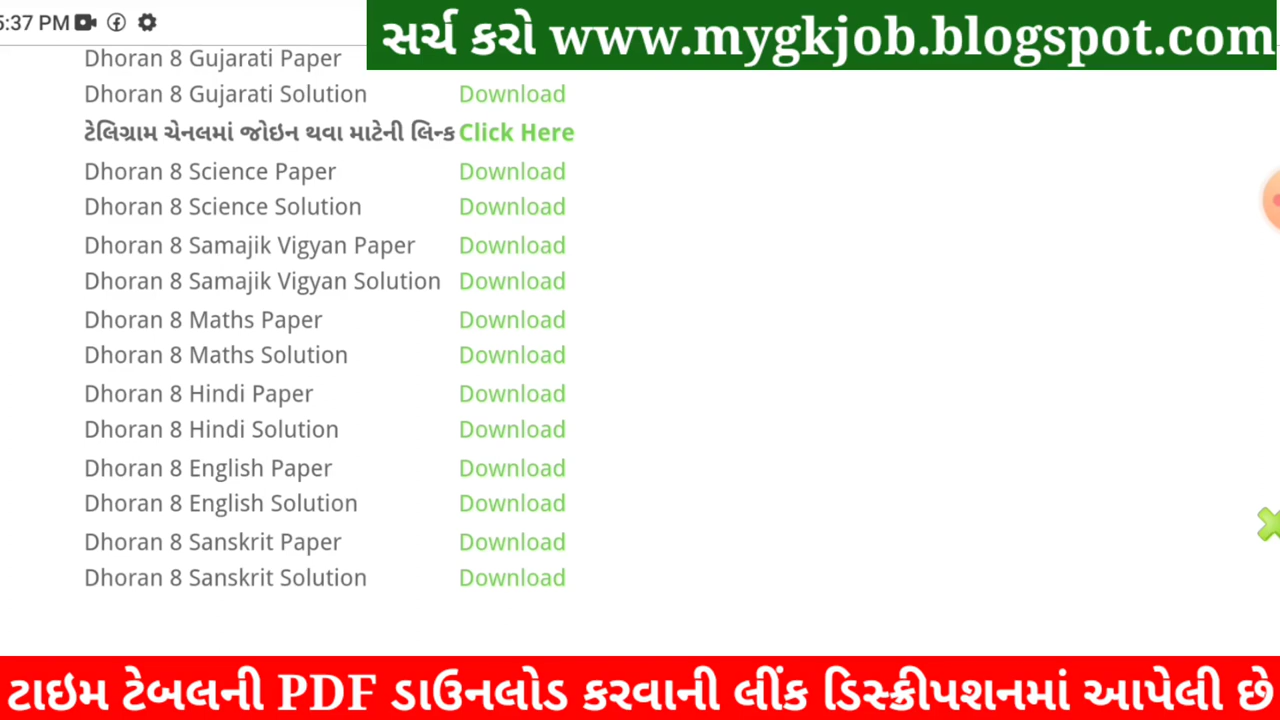 5:37 PM
સર્ચ કરો www.mygkjob.blogspot.com
Dhoran 8 Gujarati Paper
Dhoran 8 Gujarati Solution Download
ટેલિગ્રામ ચેનલમાં જોઇન થવા માટેની લિન્ક Click Here
Dhoran 8 Science Paper Download
Dhoran 8 Science Solution Download
Dhoran 8 Samajik Vigyan Paper Download
Dhoran 8 Samajik Vigyan Solution Download
Dhoran 8 Maths Paper Download
Dhoran 8 Maths Solution Download
Dhoran 8 Hindi Paper Download
Dhoran 8 Hindi Solution Download
Dhoran 8 English Paper Download
Dhoran 8 English Solution Download
Dhoran 8 Sanskrit Paper Download
Dhoran 8 Sanskrit Solution Download
ટાઇમ ટેબલની PDF ડાઉનલોડ કરવાની લીંક ડિસ્ક્રીપશનમાં આપેલી છે